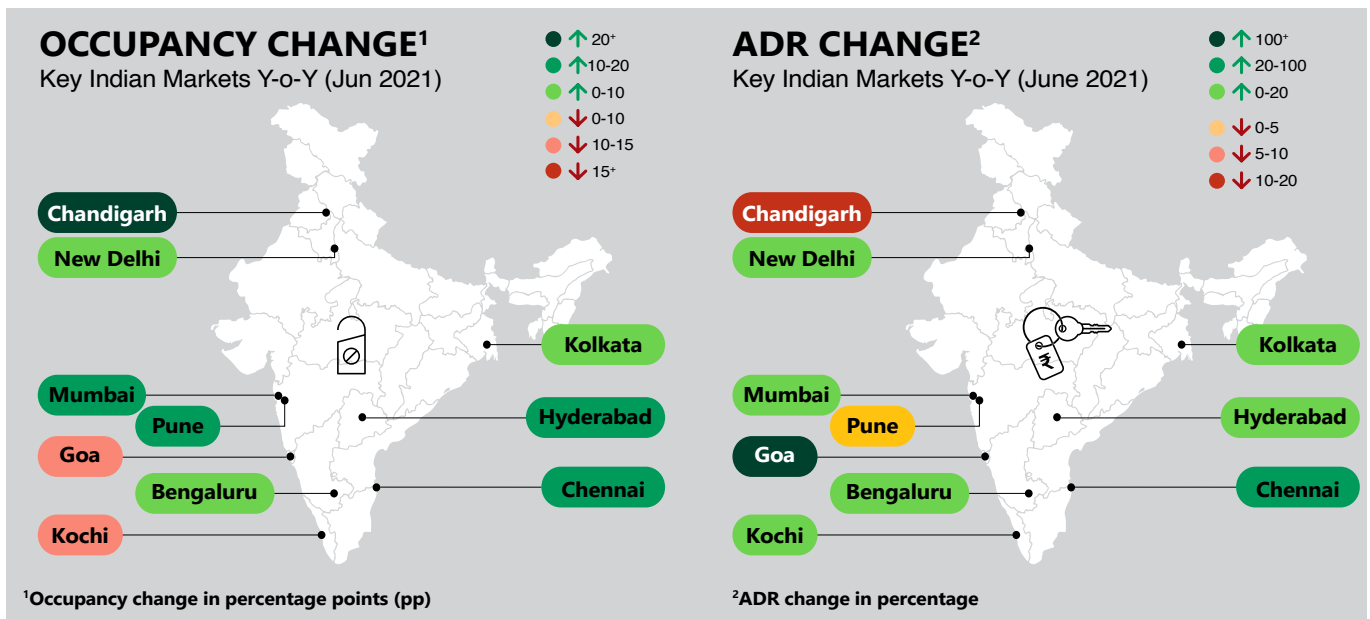 OCCUPANCY CHANGE¹
Key Indian Markets Y-o-Y (Jun 2021)
↑ 20⁺
↑ 10-20
↑ 0-10
↓ 0-10
↓ 10-15
↓ 15⁺
Chandigarh
New Delhi
Kolkata
Mumbai
Pune
Hyderabad
Goa
Bengaluru
Chennai
Kochi
¹Occupancy change in percentage points (pp)
ADR CHANGE²
Key Indian Markets Y-o-Y (June 2021)
↑ 100⁺
↑ 20-100
↑ 0-20
↓ 0-5
↓ 5-10
↓ 10-20
Chandigarh
New Delhi
₹
Kolkata
Mumbai
Pune
Hyderabad
Goa
Bengaluru
Chennai
Kochi
²ADR change in percentage